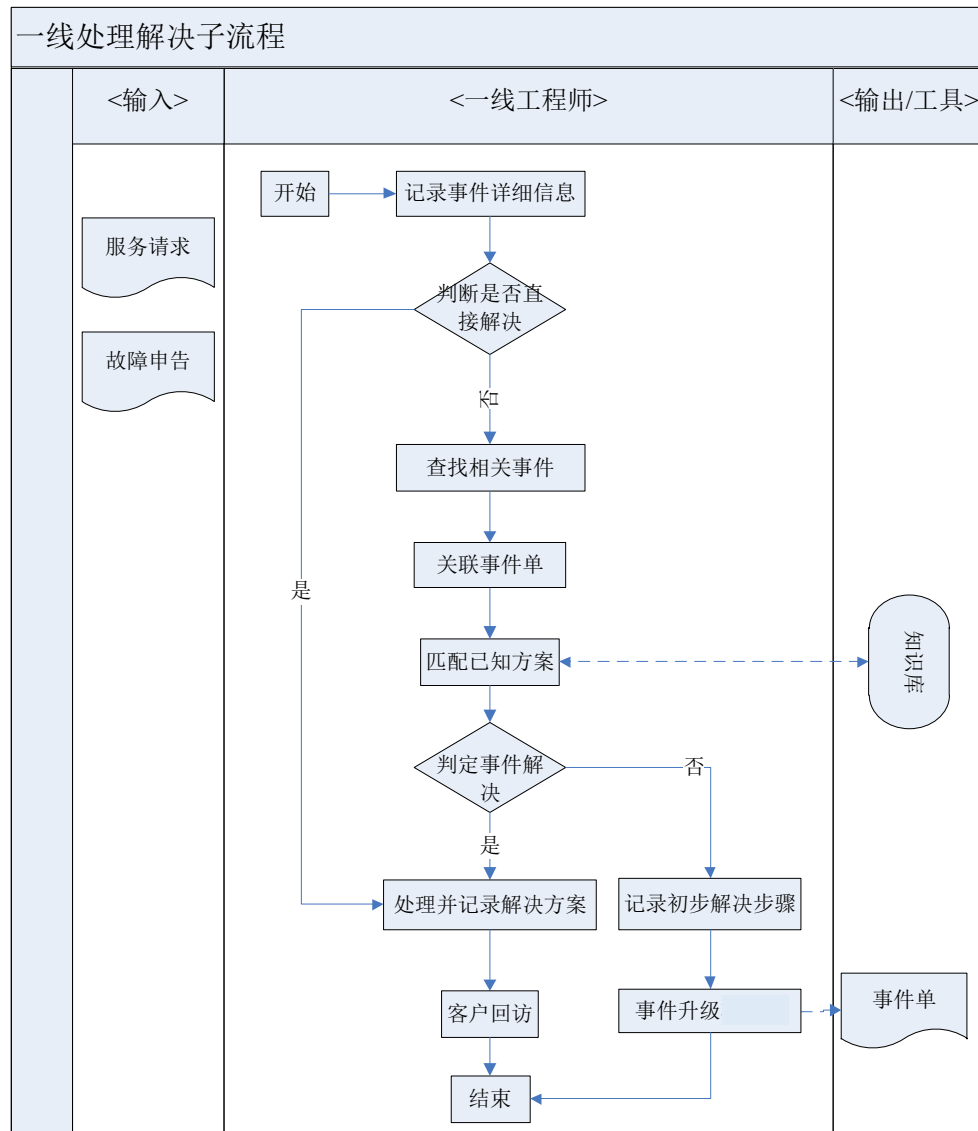 一线处理解决子流程
<输入>
<一线工程师>
<输出/工具>
开始
记录事件详细信息
服务请求
判断是否直
接解决
故障申告
否
查找相关事件
关联事件单
是
匹配已知方案
知识库
判定事件解
决
否
是
处理并记录解决方案
记录初步解决步骤
客户回访
事件升级
事件单
结束